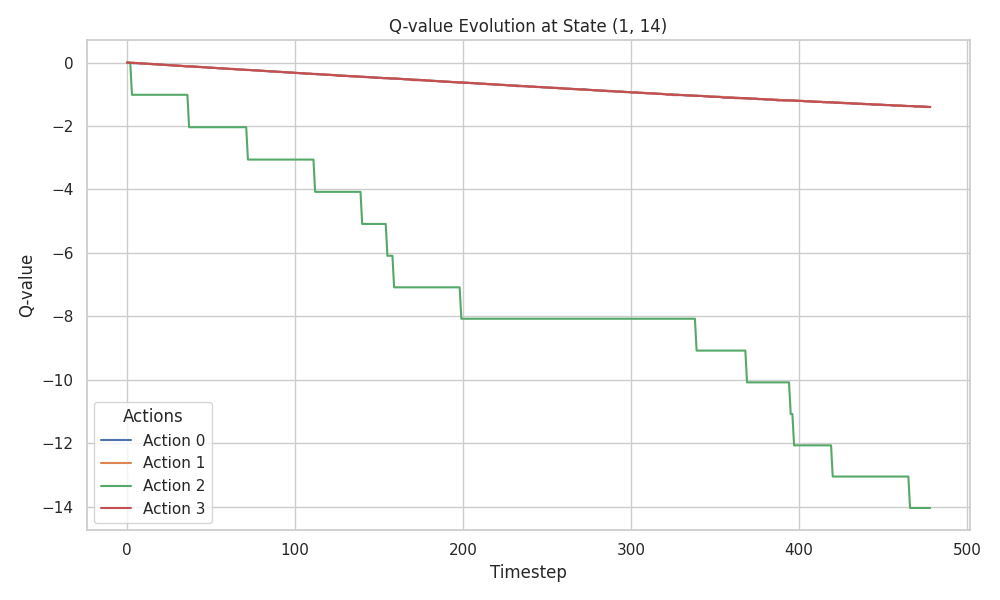 Q-value Evolution at State (1, 14)
Q-value
0
−2
−4
−6
−8
−10
−12
−14
Actions
Action 0
Action 1
Action 2
Action 3
0 100 200 300 400 500
Timestep